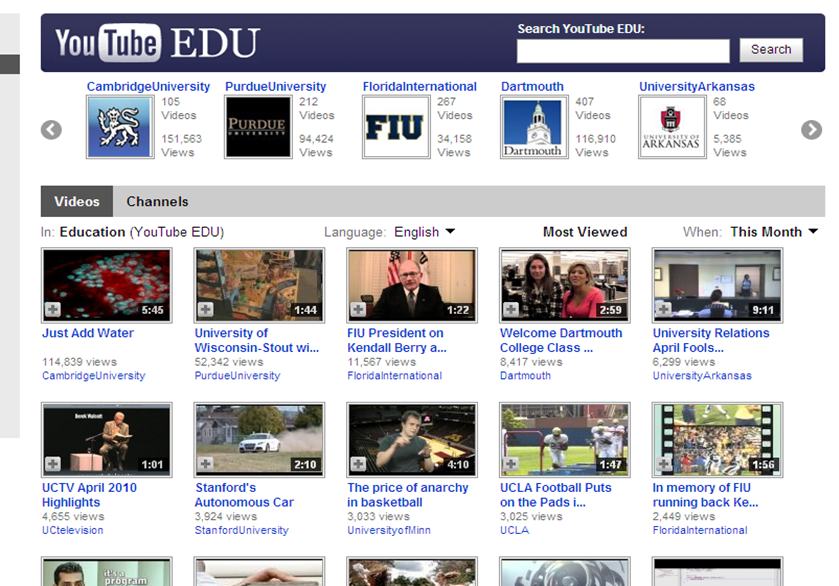 YouTube EDU
Search YouTube EDU:
Search
CambridgeUniversity
105
Videos
151,563
Views
PurdueUniversity
PURDUE
UNIVERSITY
212
Videos
94,424
Views
FloridaInternational
FIU
267
Videos
34,158
Views
Dartmouth
Dartmouth
407
Videos
116,910
Views
UniversityArkansas
UNIVERSITY OF
ARKANSAS
68
Videos
5,385
Views
Videos Channels
In: Education (YouTube EDU) Language: English Most Viewed When: This Month
5:45
Just Add Water
114,839 views
CambridgeUniversity
1:44
University of
Wisconsin-Stout wi...
52,342 views
PurdueUniversity
1:22
FIU President on
Kendall Berry a...
11,567 views
FloridaInternational
2:59
Welcome Dartmouth
College Class ...
8,417 views
Dartmouth
9:11
University Relations
April Fools...
6,299 views
UniversityArkansas
Derek Walcott
1:01
UCTV April 2010
Highlights
4,655 views
UCtelevision
2:10
Stanford's
Autonomous Car
3,924 views
StanfordUniversity
4:10
The price of anarchy
in basketball
3,033 views
UniversityofMinn
1:47
UCLA Football Puts
on the Pads i...
3,025 views
UCLA
1:56
In memory of FIU
running back Ke...
2,449 views
FloridaInternational
it's a
program